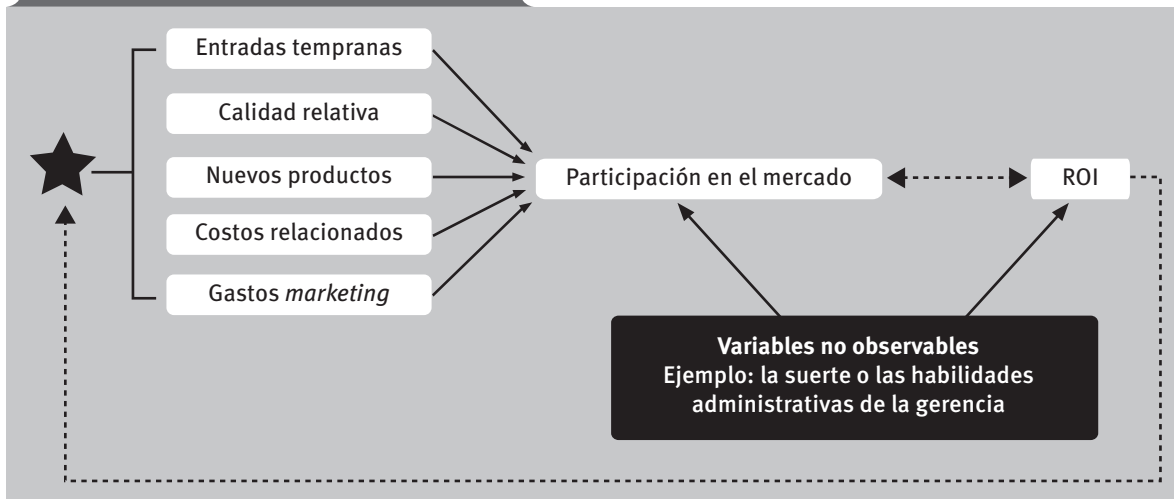 Entradas tempranas
Calidad relativa
Nuevos productos
Costos relacionados
Gastos marketing
Participación en el mercado
ROI
Variables no observables
Ejemplo: la suerte o las habilidades
administrativas de la gerencia